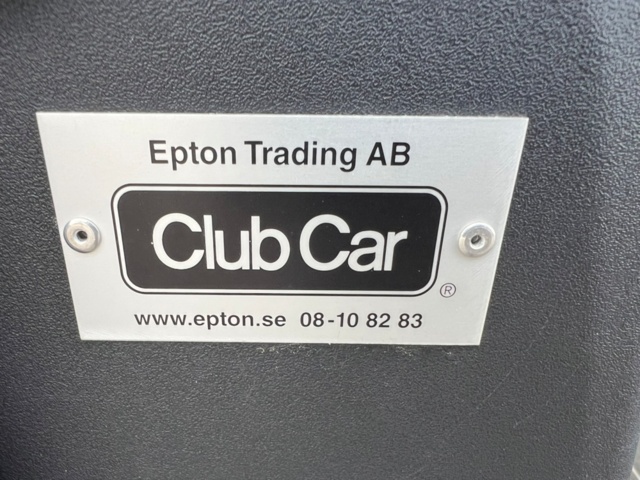 Epton Trading AB
Club Car
®
www.epton.se 08-10 82 83